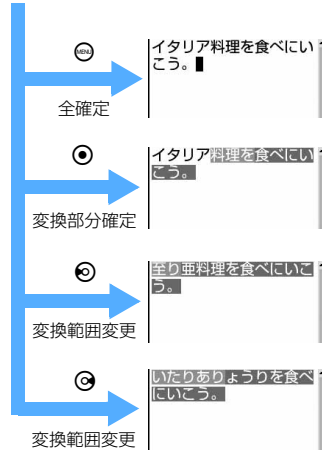 MENU
イタリア料理を食べにい
こう。
全確定
イタリア料理を食べにい
こう。
変換部分確定
至り亜料理を食べにいこ
う。
変換範囲変更
いたりありょうりを食べ
にいこう。
変換範囲変更